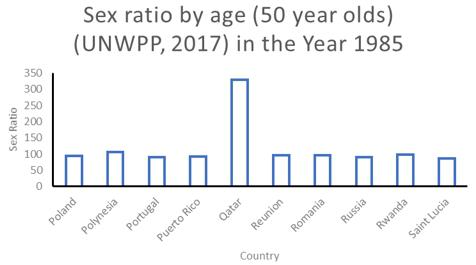 Sex ratio by age (50 year olds)
(UNWPP, 2017) in the Year 1985
350
300
250
200
150
100
50
0
Sex Ratio
Poland
Polynesia
Portugal
Puerto Rico
Qatar
Reunion
Romania
Russia
Rwanda
Saint Lucia
Country